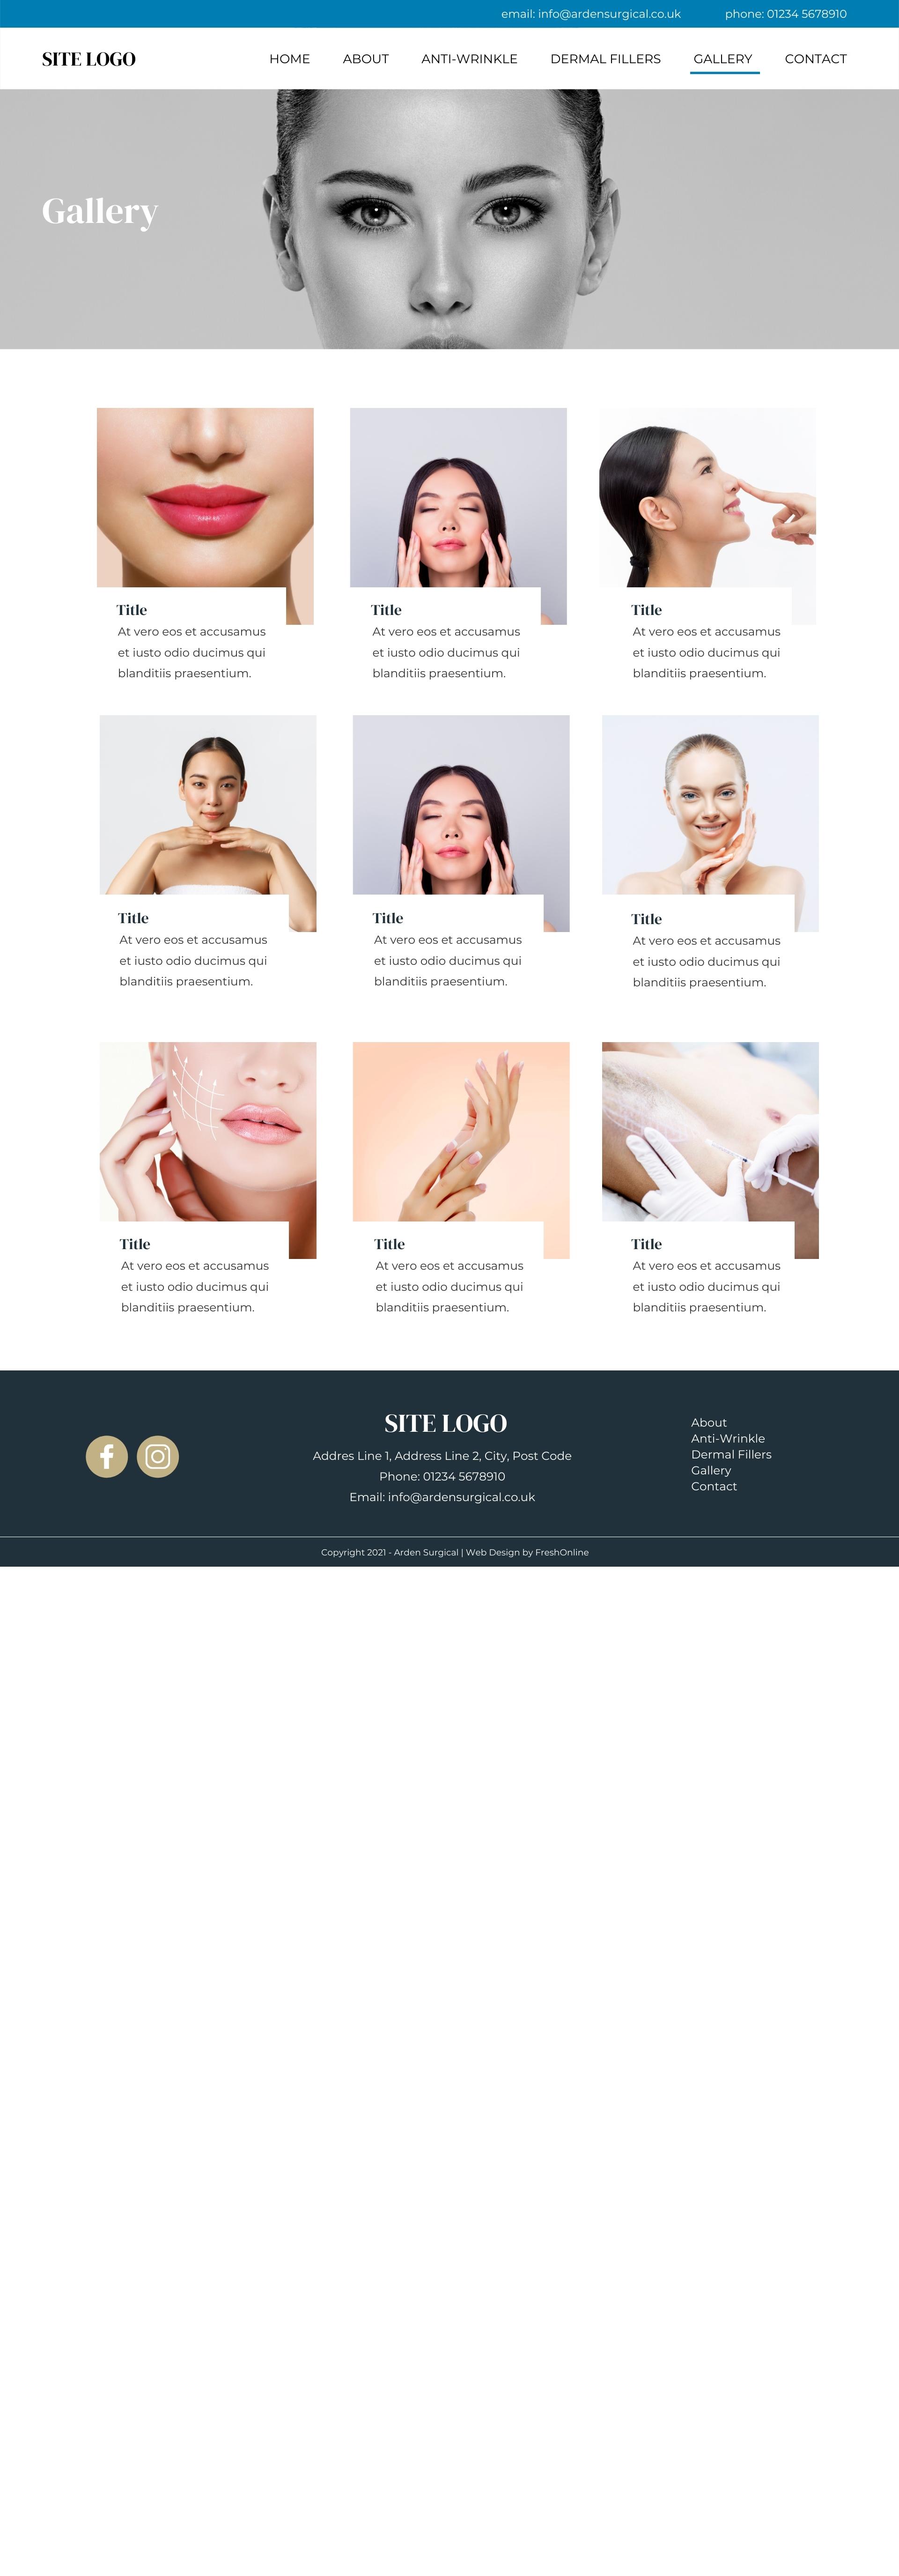 email: info@ardensurgical.co.uk phone: 01234 5678910
SITE LOGO HOME ABOUT ANTI-WRINKLE DERMAL FILLERS GALLERY CONTACT
Gallery
Title
At vero eos et accusamus
et iusto odio ducimus qui
blanditiis praesentium.
Title
At vero eos et accusamus
et iusto odio ducimus qui
blanditiis praesentium.
Title
At vero eos et accusamus
et iusto odio ducimus qui
blanditiis praesentium.
Title
At vero eos et accusamus
et iusto odio ducimus qui
blanditiis praesentium.
Title
At vero eos et accusamus
et iusto odio ducimus qui
blanditiis praesentium.
Title
At vero eos et accusamus
et iusto odio ducimus qui
blanditiis praesentium.
Title
At vero eos et accusamus
et iusto odio ducimus qui
blanditiis praesentium.
Title
At vero eos et accusamus
et iusto odio ducimus qui
blanditiis praesentium.
Title
At vero eos et accusamus
et iusto odio ducimus qui
blanditiis praesentium.
SITE LOGO
Addres Line 1, Address Line 2, City, Post Code
Phone: 01234 5678910
Email: info@ardensurgical.co.uk
About
Anti-Wrinkle
Dermal Fillers
Gallery
Contact
Copyright 2021 - Arden Surgical | Web Design by FreshOnline